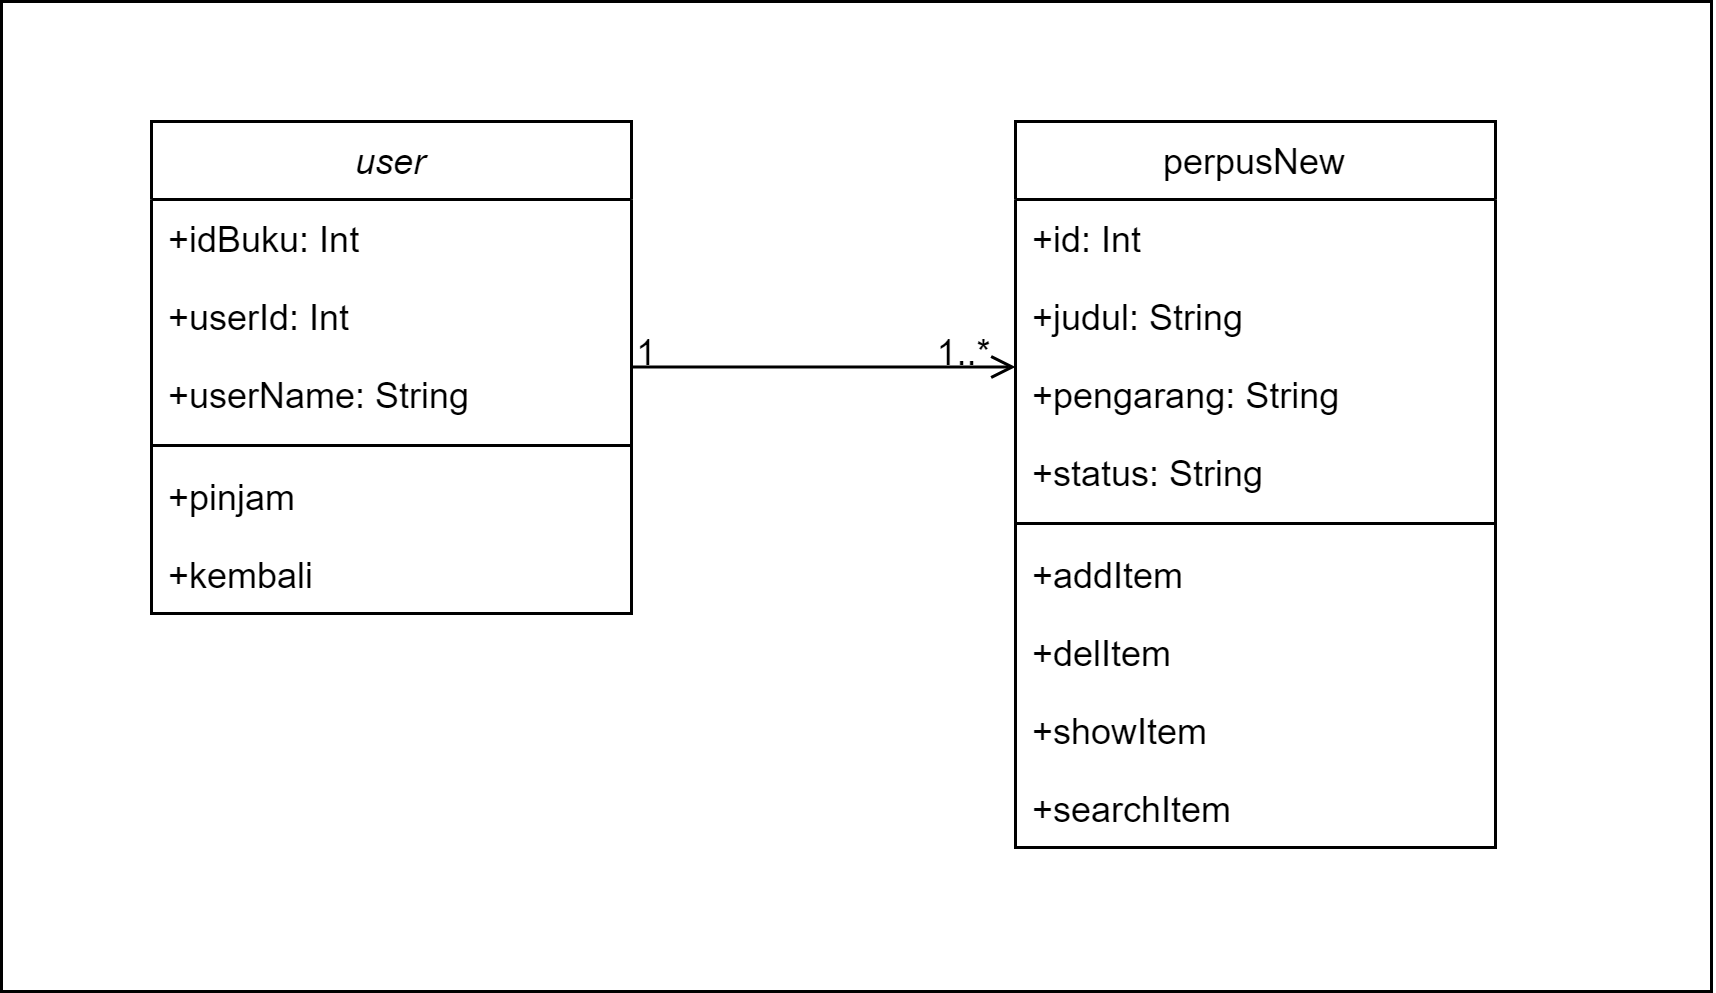 user
+idBuku: Int
+userId: Int
+userName: String
+pinjam
+kembali
1
1..*
perpusNew
+id: Int
+judul: String
+pengarang: String
+status: String
+addItem
+delItem
+showItem
+searchItem